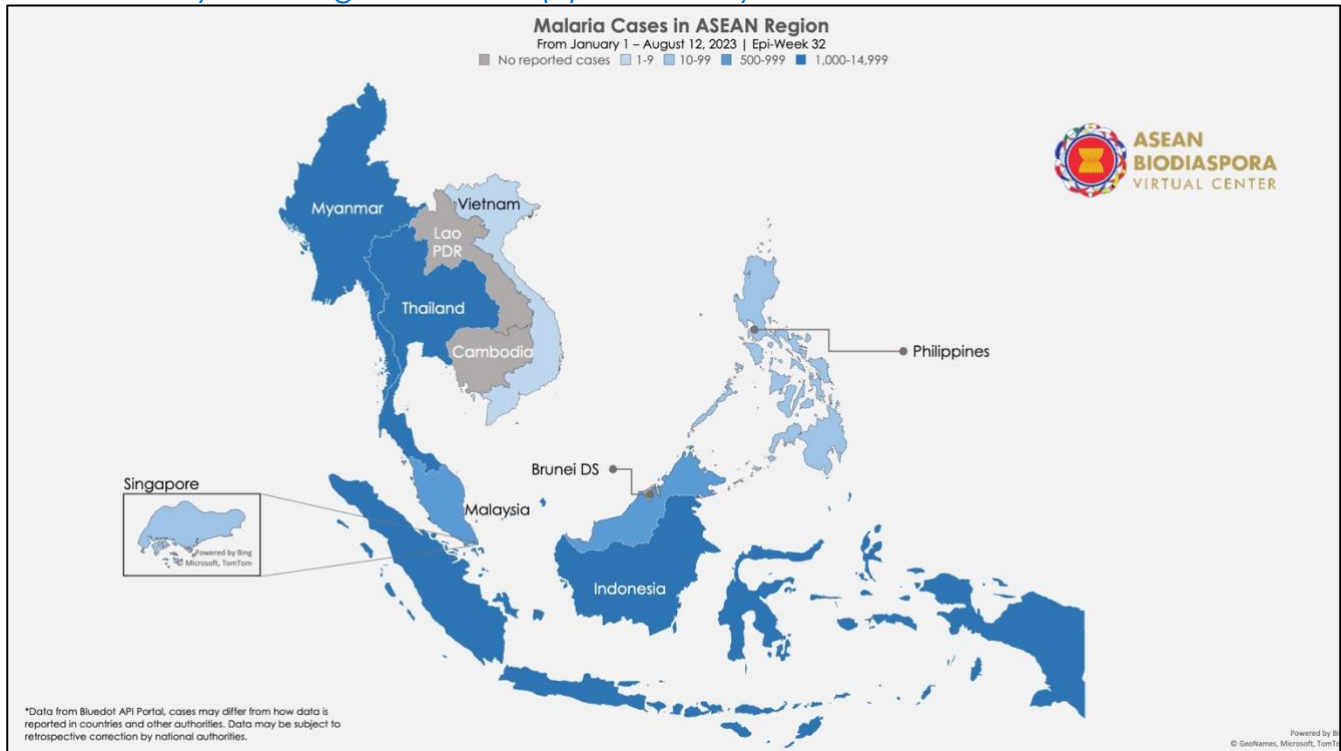 Malaria Cases in ASEAN Region
From January 1 – August 12, 2023 | Epi-Week 32
No reported cases 1-9 10-99 500-999 1,000-14,999
ASEAN
BIODIASPORA
VIRTUAL CENTER
Myanmar
Vietnam
Lao
PDR
Thailand
Cambodia
Philippines
Brunei DS
Singapore
Malaysia
Powered by Bing
Microsoft, TomTom
Indonesia
*Data from Bluedot API Portal, cases may differ from how data is
reported in countries and other authorities. Data may be subject to
retrospective correction by national authorities.
Powered by
© GeoNames, Microsoft,